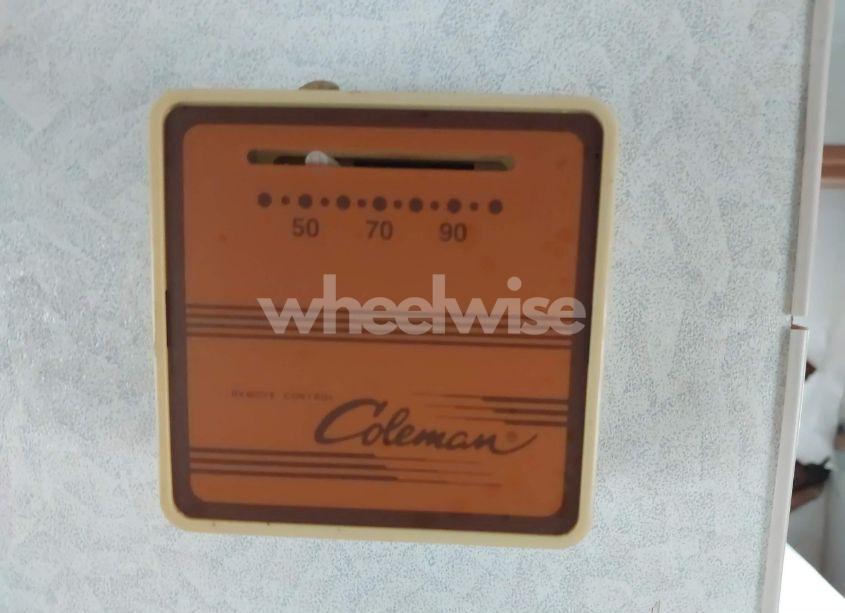 50 70 90
wheelwise
REMOTE CONTROL
Coleman®